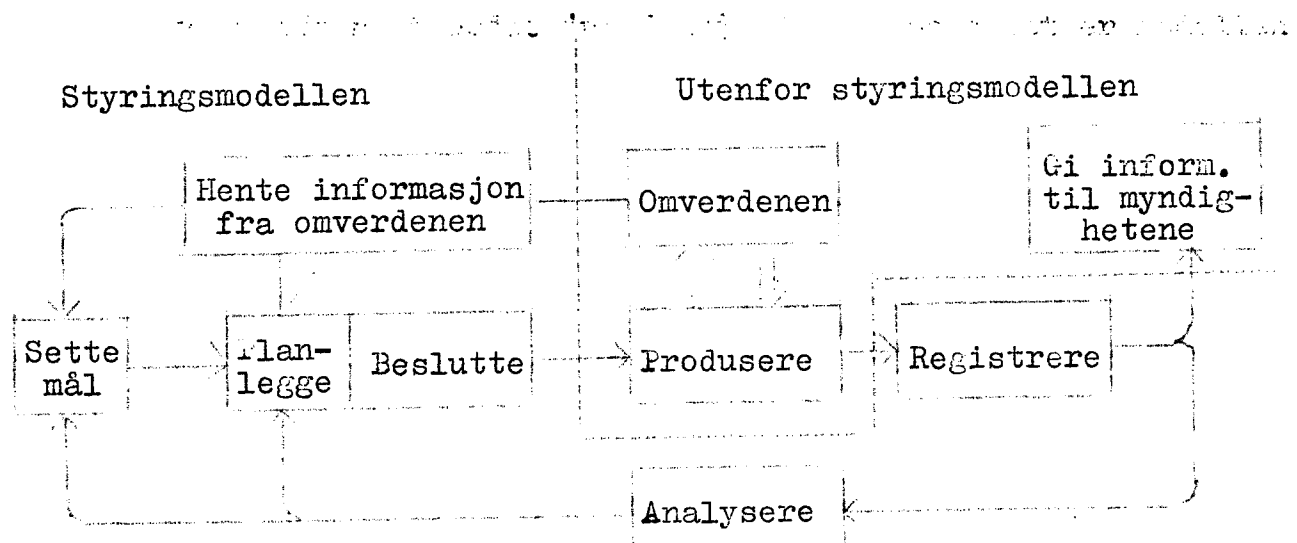 Styringsmodellen
Utenfor styringsmodellen
Hente informasjon
fra omverdenen
Omverdenen
Gi inform.
til myndig-
hetene
Sette
mål
Plan-
legge
Beslutte
Produsere
Registrere
Analysere